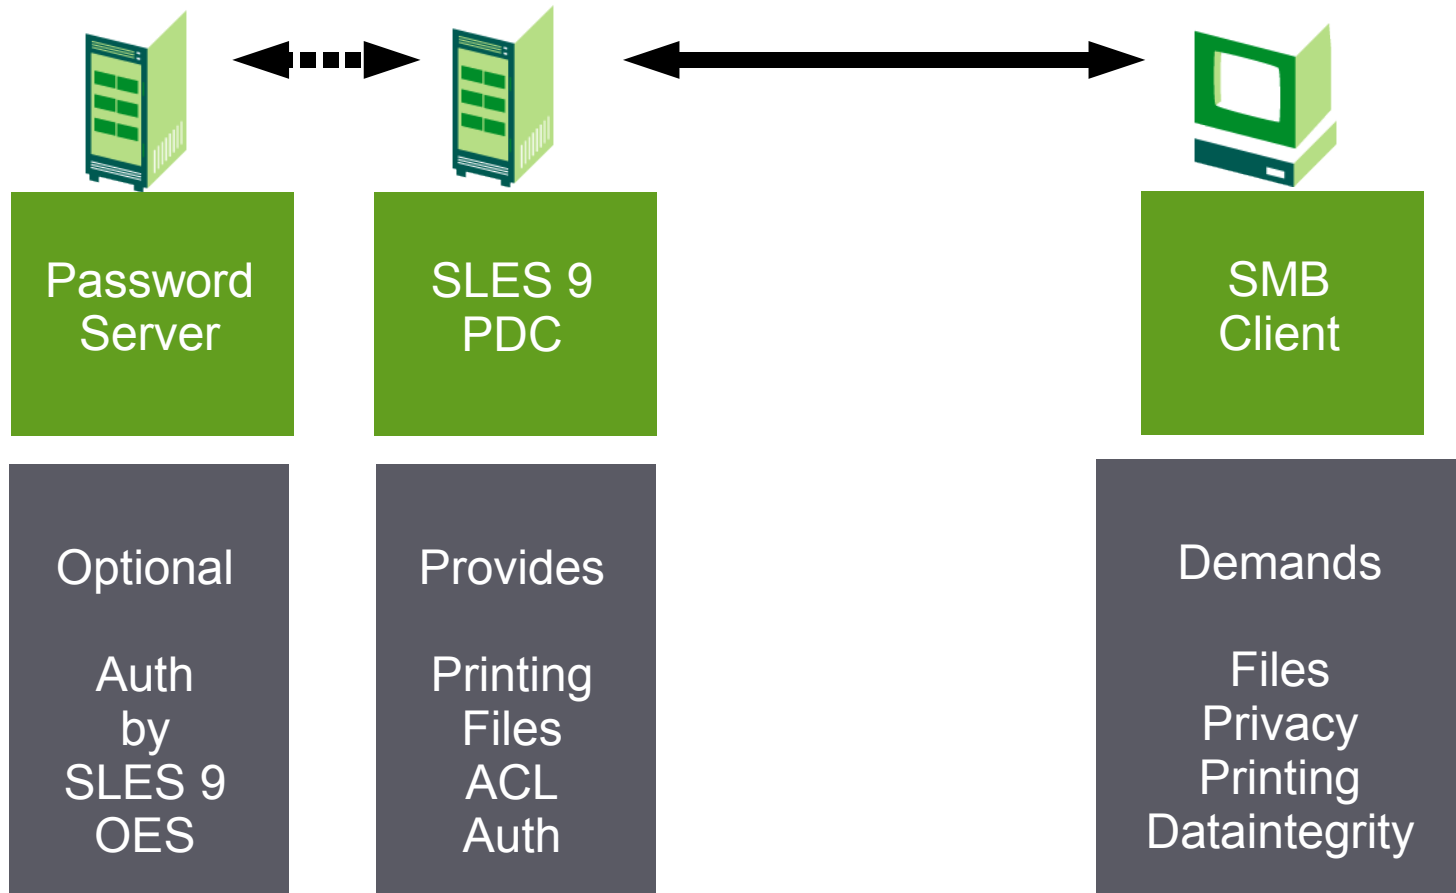 Password
Server
SLES 9
PDC
SMB
Client
Optional
Auth
by
SLES 9
OES
Provides
Printing
Files
ACL
Auth
Demands
Files
Privacy
Printing
Dataintegrity